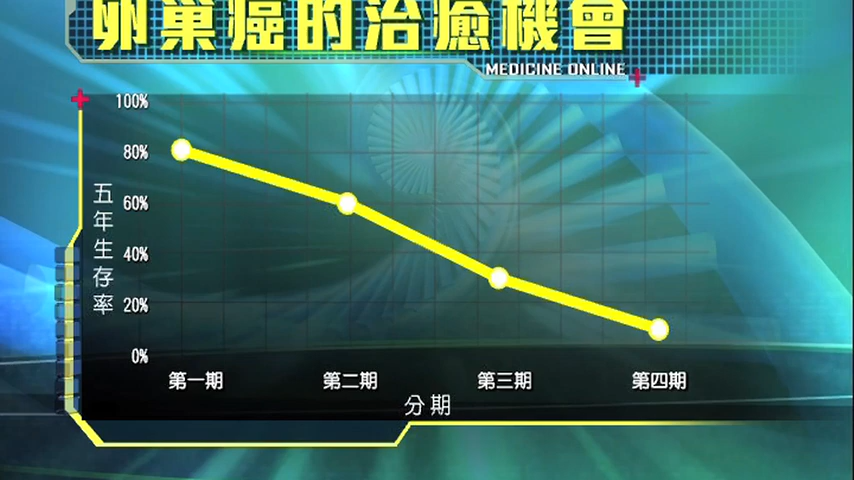 卵巢癌的治癒機會
MEDICINE ONLINE
100%
80%
60%
40%
20%
0%
五年生存率
第一期 第二期 第三期 第四期
分期